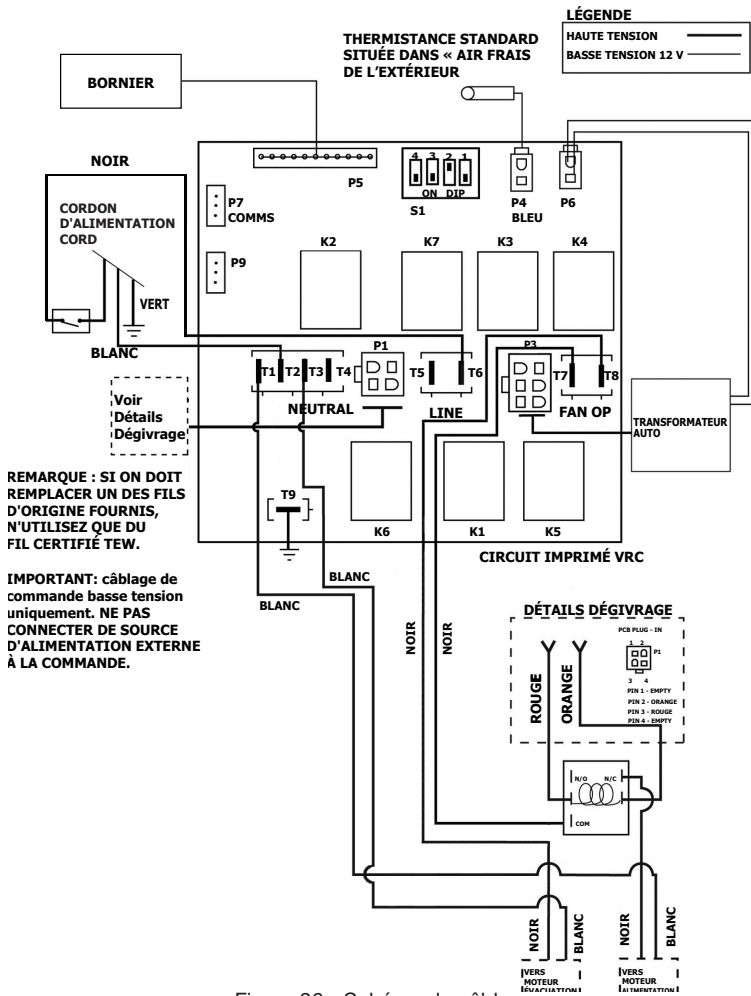 LÉGENDE
HAUTE TENSION
BASSE TENSION 12 V
THERMISTANCE STANDARD
SITUÉE DANS « AIR FRAIS
DE L'EXTÉRIEUR
BORNIER
NOIR
CORDON
D'ALIMENTATION
CORD
VERT
BLANC
P5
P7
COMMS
P9
4 3 2 1
ON DIP
S1
P4
BLEU
P6
K2
K7
K3
K4
P1
P3
T1
T2
T3
T4
T5
T6
T7
T8
NEUTRAL
LINE
FAN OP
Voir
Détails
Dégivrage
TRANSFORMATEUR
AUTO
T9
K6
K1
K5
CIRCUIT IMPRIMÉ VRC
REMARQUE : SI ON DOIT
REMPLACER UN DES FILS
D'ORIGINE FOURNIS,
N'UTILISEZ QUE DU
FIL CERTIFIÉ TEW.
IMPORTANT: câblage de
commande basse tension
uniquement. NE PAS
CONNECTER DE SOURCE
D'ALIMENTATION EXTERNE
À LA COMMANDE.
BLANC
BLANC
NOIR
NOIR
DÉTAILS DÉGIVRAGE
PCB PLUG - IN
1 2
P1
3 4
PIN 1 - EMPTY
PIN 2 - ORANGE
PIN 3 - ROUGE
PIN 4 - EMPTY
ROUGE
ORANGE
N/O
N/C
COM
NOIR
BLANC
NOIR
BLANC
VERS
MOTEUR
ÉVACUATION
VERS
MOTEUR
ALIMENTATION